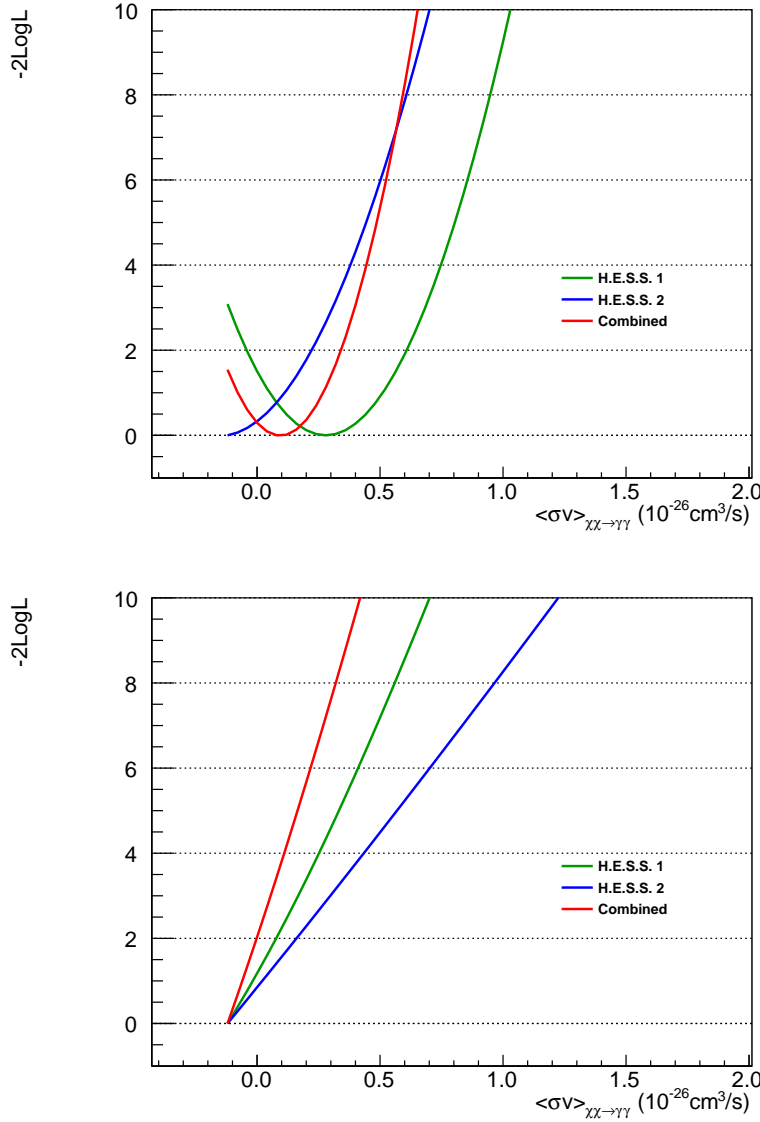 -2LogL
10
8
6
4
2
0
H.E.S.S. 1
H.E.S.S. 2
Combined
0.0 0.5 1.0 1.5 2.0
<σv>χχ→γγ (10⁻²⁶cm³/s)
-2LogL
10
8
6
4
2
0
H.E.S.S. 1
H.E.S.S. 2
Combined
0.0 0.5 1.0 1.5 2.0
<σv>χχ→γγ (10⁻²⁶cm³/s)